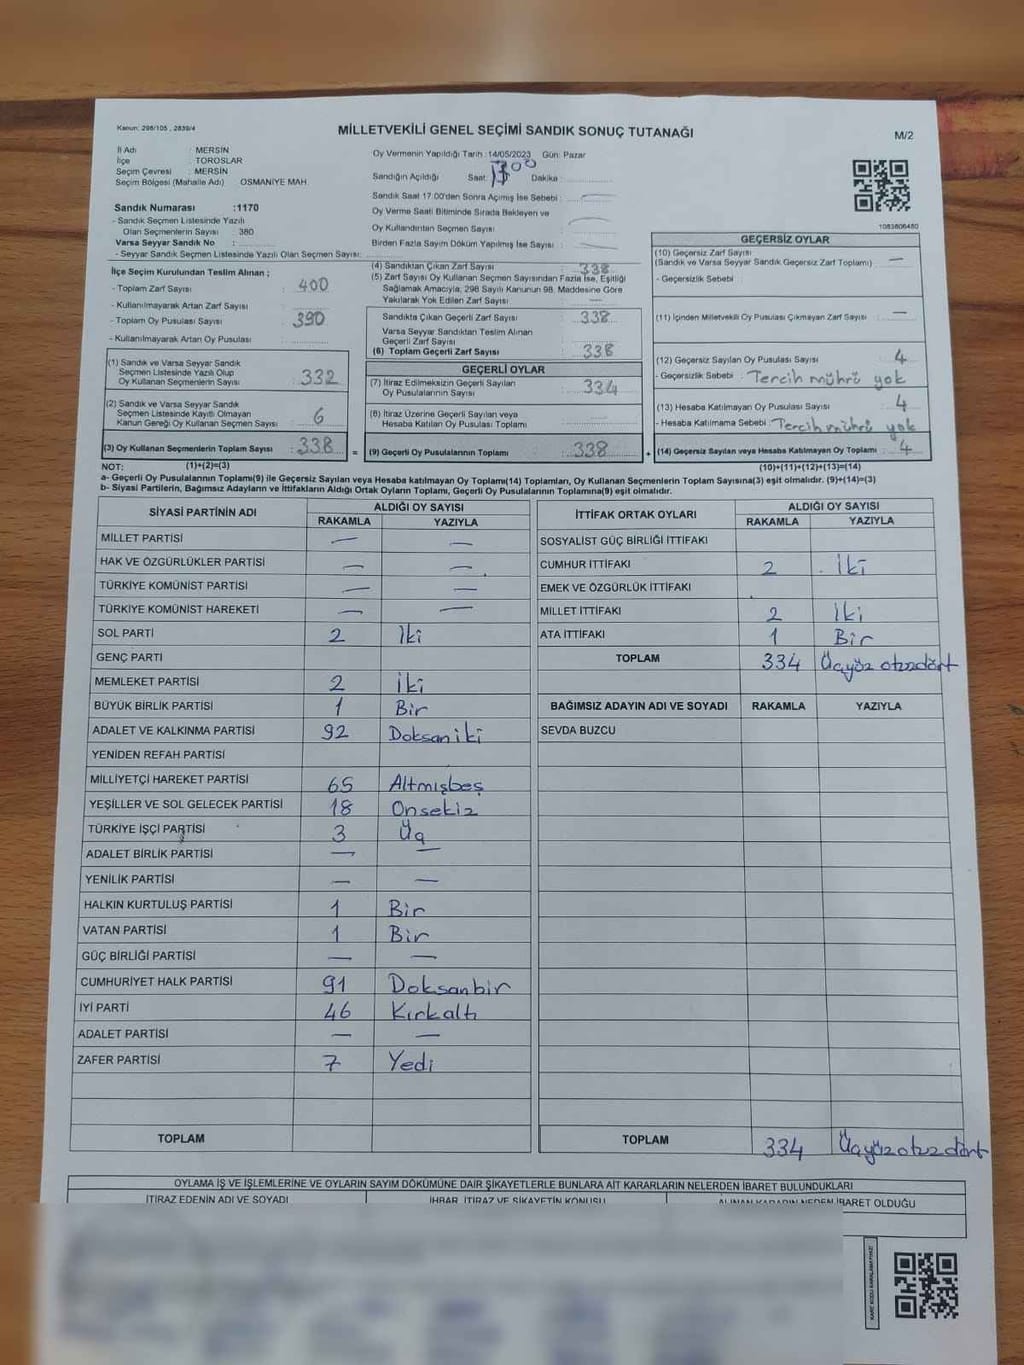 Kanun: 298/105 , 2839/4
MİLLETVEKİLİ GENEL SEÇİMİ SANDIK SONUÇ TUTANAĞI
M/2
İl Adı : MERSİN
İlçe : TOROSLAR
Seçim Çevresi : MERSİN
Seçim Bölgesi (Mahalle Adı) OSMANİYE MAH.
Sandık Numarası :1170
- Sandık Seçmen Listesinde Yazılı
Olan Seçmenlerin Sayısı : 380
Varsa Seyyar Sandık No :
- Seyyar Sandık Seçmen Listesinde Yazılı Olan Seçmen Sayısı:
Oy Vermenin Yapıldığı Tarih :14/05/2023 Gün: Pazar
Sandığın Açıldığı Saat: Dakika :
Sandık Saat 17.00'den Sonra Açımış İse Sebebi :
Oy Verme Saati Bitiminde Sırada Bekleyen ve
Oy Kullandırılan Seçmen Sayısı :
Birden Fazla Sayım Döküm Yapılmış İse Sayısı :
1083606480
İlçe Seçim Kurulundan Teslim Alınan ;
- Toplam Zarf Sayısı : 400
- Kullanılmayarak Artan Zarf Sayısı :
- Toplam Oy Pusulası Sayısı : 390
- Kullanılmayarak Artan Oy Pusulası :
(1) Sandık ve Varsa Seyyar Sandık
Seçmen Listesinde Yazılı Olup
Oy Kullanan Seçmenlerin Sayısı : 332
(2) Sandık ve Varsa Seyyar Sandık
Seçmen Listesinde Kayıtlı Olmayan
Kanun Gereği Oy Kullanan Seçmen Sayısı : 6
(3) Oy Kullanan Seçmenlerin Toplam Sayısı : 338 =
(4) Sandıktan Çıkan Zarf Sayısı : 338
(5) Zarf Sayısı Oy Kullanan Seçmen Sayısından Fazla İse, Eşitliği
Sağlamak Amacıyla; 298 Sayılı Kanunun 98. Maddesine Göre
Yakılarak Yok Edilen Zarf Sayısı : —
Sandıkta Çıkan Geçerli Zarf Sayısı : 338
Varsa Seyyar Sandıktan Teslim Alınan
Geçerli Zarf Sayısı :
(6) Toplam Geçerli Zarf Sayısı : 338
GEÇERLİ OYLAR
(7) İtiraz Edilmeksizin Geçerli Sayılan
Oy Pusulalarının Sayısı : 334
(8) İtiraz Üzerine Geçerli Sayılan veya
Hesaba Katılan Oy Pusulası Toplamı :
(9) Geçerli Oy Pusulalarının Toplamı : 338 +
GEÇERSİZ OYLAR
(10) Geçersiz Zarf Sayısı
(Sandık ve Varsa Seyyar Sandık Geçersiz Zarf Toplamı) : —
- Geçersizlik Sebebi :
(11) İçinden Milletvekili Oy Pusulası Çıkmayan Zarf Sayısı : —
(12) Geçersiz Sayılan Oy Pusulası Sayısı : 4
- Geçersizlik Sebebi : Tercih mührü yok
(13) Hesaba Katılmayan Oy Pusulası Sayısı : 4
- Hesaba Katılmama Sebebi : Tercih mührü yok
(14) Geçersiz Sayılan veya Hesaba Katılmayan Oy Toplamı : 4
NOT: (1)+(2)=(3) (10)+(11)+(12)+(13)=(14)
a- Geçerli Oy Pusulalarının Toplamı(9) ile Geçersiz Sayılan veya Hesaba katılmayan Oy Toplamı(14) Toplamları, Oy Kullanan Seçmenlerin Toplam Sayısına(3) eşit olmalıdır. (9)+(14)=(3)
b- Siyasi Partilerin, Bağımsız Adayların ve İttifakların Aldığı Ortak Oyların Toplamı, Geçerli Oy Pusulalarının Toplamına(9) eşit olmalıdır.
SİYASİ PARTİNİN ADI ALDIĞI OY SAYISI
RAKAMLA YAZIYLA
MİLLET PARTİSİ — —
HAK VE ÖZGÜRLÜKLER PARTİSİ — —
TÜRKİYE KOMÜNİST PARTİSİ — —
TÜRKİYE KOMÜNİST HAREKETİ — —
SOL PARTİ 2 İki
GENÇ PARTİ
MEMLEKET PARTİSİ 2 İki
BÜYÜK BİRLİK PARTİSİ 1 Bir
ADALET VE KALKINMA PARTİSİ 92 Doksaniki
YENİDEN REFAH PARTİSİ
MİLLİYETÇİ HAREKET PARTİSİ 65 Altmışbeş
YEŞİLLER VE SOL GELECEK PARTİSİ 18 Onsekiz
TÜRKİYE İŞÇİ PARTİSİ 3 Üç
ADALET BİRLİK PARTİSİ — —
YENİLİK PARTİSİ — —
HALKIN KURTULUŞ PARTİSİ 1 Bir
VATAN PARTİSİ 1 Bir
GÜÇ BİRLİĞİ PARTİSİ — —
CUMHURİYET HALK PARTİSİ 91 Doksanbir
İYİ PARTİ 46 Kırkaltı
ADALET PARTİSİ — —
ZAFER PARTİSİ 7 Yedi
TOPLAM
İTTİFAK ORTAK OYLARI ALDIĞI OY SAYISI
RAKAMLA YAZIYLA
SOSYALİST GÜÇ BİRLİĞİ İTTİFAKI
CUMHUR İTTİFAKI 2 İki
EMEK VE ÖZGÜRLÜK İTTİFAKI
MİLLET İTTİFAKI 2 İki
ATA İTTİFAKI 1 Bir
TOPLAM 334 Üçyüz otuzdört
BAĞIMSIZ ADAYIN ADI VE SOYADI RAKAMLA YAZIYLA
SEVDA BUZCU
TOPLAM 334 Üçyüzotuzdört
OYLAMA İŞ VE İŞLEMLERİNE VE OYLARIN SAYIM DÖKÜMÜNE DAİR ŞİKAYETLERLE BUNLARA AİT KARARLARIN NELERDEN İBARET BULUNDUKLARI
İTİRAZ EDENİN ADI VE SOYADI İHBAR, İTİRAZ VE ŞİKAYETİN KONUSU ALINAN KARARIN NEDEN İBARET OLDUĞU